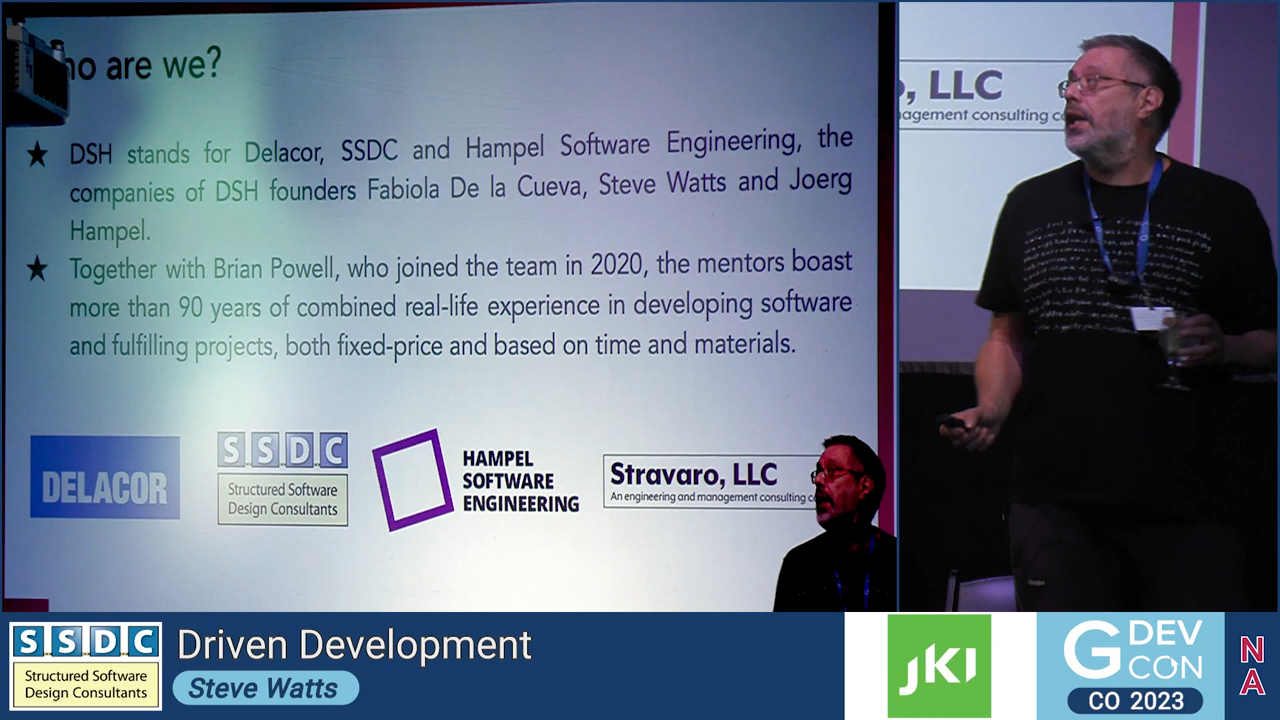 ho are we?
★ DSH stands for Delacor, SSDC and Hampel Software Engineering, the
companies of DSH founders Fabiola De la Cueva, Steve Watts and Joerg
Hampel.
★ Together with Brian Powell, who joined the team in 2020, the mentors boast
more than 90 years of combined real-life experience in developing software
and fulfilling projects, both fixed-price and based on time and materials.
DELACOR
SSDC
Structured Software
Design Consultants
HAMPEL
SOFTWARE
ENGINEERING
Stravaro, LLC
An engineering and management consulting
, LLC
agement consulting
SSDC
Structured Software
Design Consultants
Driven Development
Steve Watts
JKI
G DEV
CON
CO 2023
NA